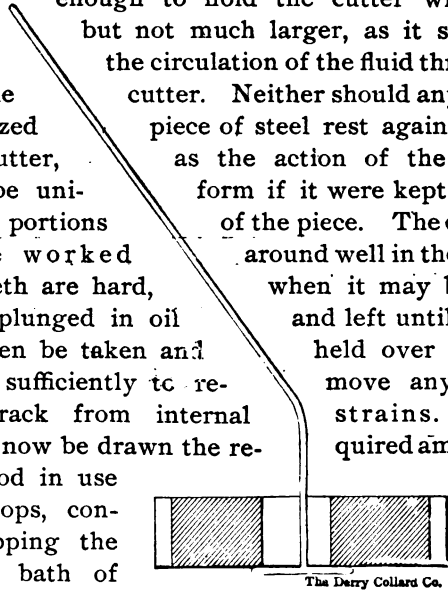 enough to hold the cutter wi
but not much larger, as it s
the circulation of the fluid thr
e cutter. Neither should any
zed piece of steel rest again
utter, as the action of the
be uni- form if it were kept
portions of the piece. The
worked around well in the
eth are hard, when it may b
plunged in oil and left until
en be taken and held over
sufficiently to re- move any
rack from internal strains.
now be drawn the re- quired am
od in use
ops, con-
pping the
bath of
The Derry Collard Co.